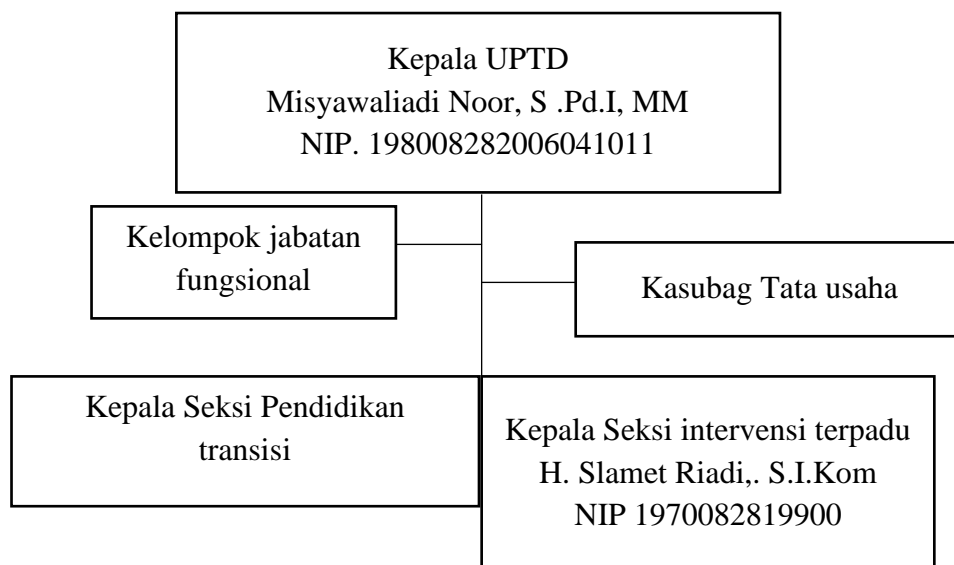 Kepala UPTD
Misyawaliadi Noor, S .Pd.I, MM
NIP. 198008282006041011
Kelompok jabatan
fungsional
Kasubag Tata usaha
Kepala Seksi Pendidikan
transisi
Kepala Seksi intervensi terpadu
H. Slamet Riadi,. S.I.Kom
NIP 1970082819900